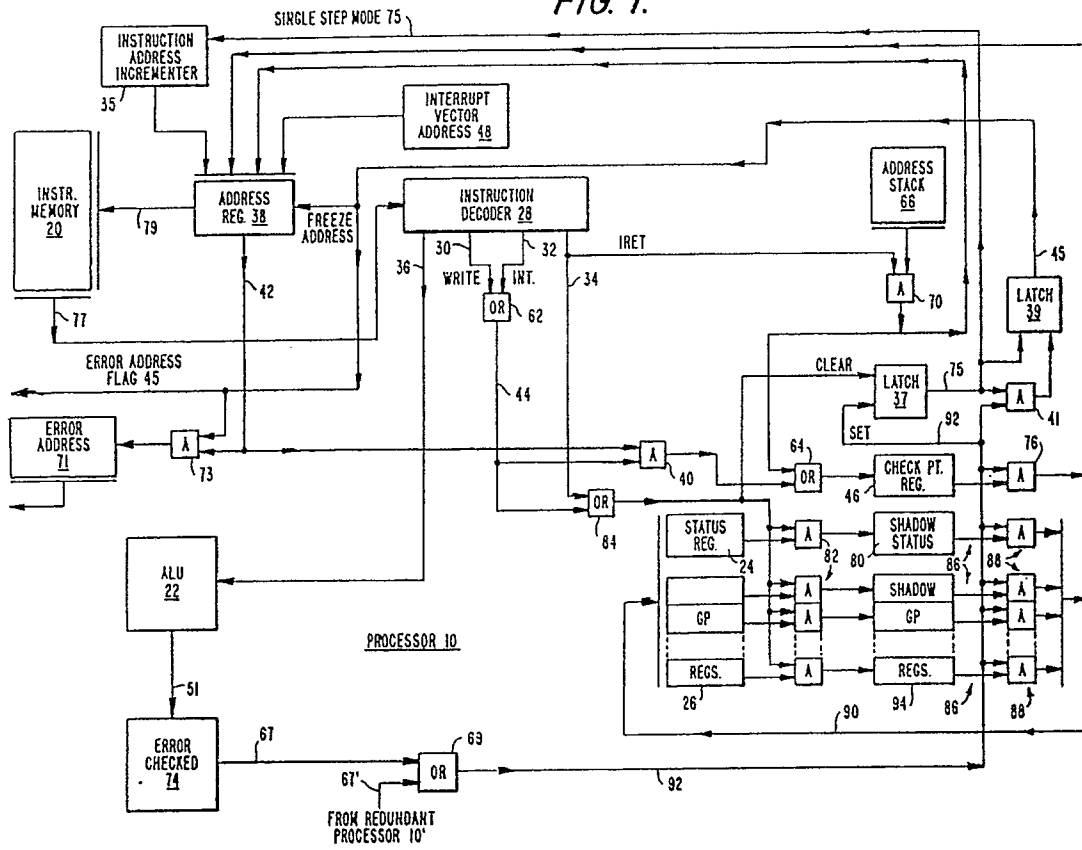 FIG. 1.
SINGLE STEP MODE 75
INSTRUCTION
ADDRESS
INCREMENTER
35
INTERRUPT
VECTOR
ADDRESS 48
INSTR.
MEMORY
20
ADDRESS
REG. 38
79
FREEZE
ADDRESS
INSTRUCTION
DECODER 28
ADDRESS
STACK
66
30
32
36
WRITE
INT.
34
IRET
OR
62
A
70
45
LATCH
39
42
77
ERROR ADDRESS
FLAG 45
44
CLEAR
LATCH
37
75
A
41
SET
92
ERROR
ADDRESS
71
A
73
A
40
64
OR
CHECK PT.
REG.
46
A
76
OR
84
STATUS
REG.
24
A
82
SHADOW
STATUS
80
86
A
88
ALU
22
GP
A
A
SHADOW
GP
A
A
PROCESSOR 10
REGS.
26
A
REGS.
94
86
A
88
51
90
ERROR
CHECKED
74
67
69
OR
67'
92
FROM REDUNDANT
PROCESSOR 10'